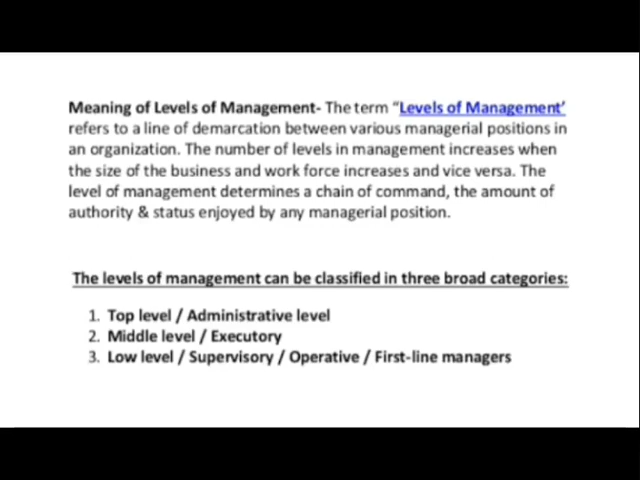 Meaning of Levels of Management- The term "Levels of Management'
refers to a line of demarcation between various managerial positions in
an organization. The number of levels in management increases when
the size of the business and work force increases and vice versa. The
level of management determines a chain of command, the amount of
authority & status enjoyed by any managerial position.
The levels of management can be classified in three broad categories:
1. Top level / Administrative level
2. Middle level / Executory
3. Low level / Supervisory / Operative / First-line managers